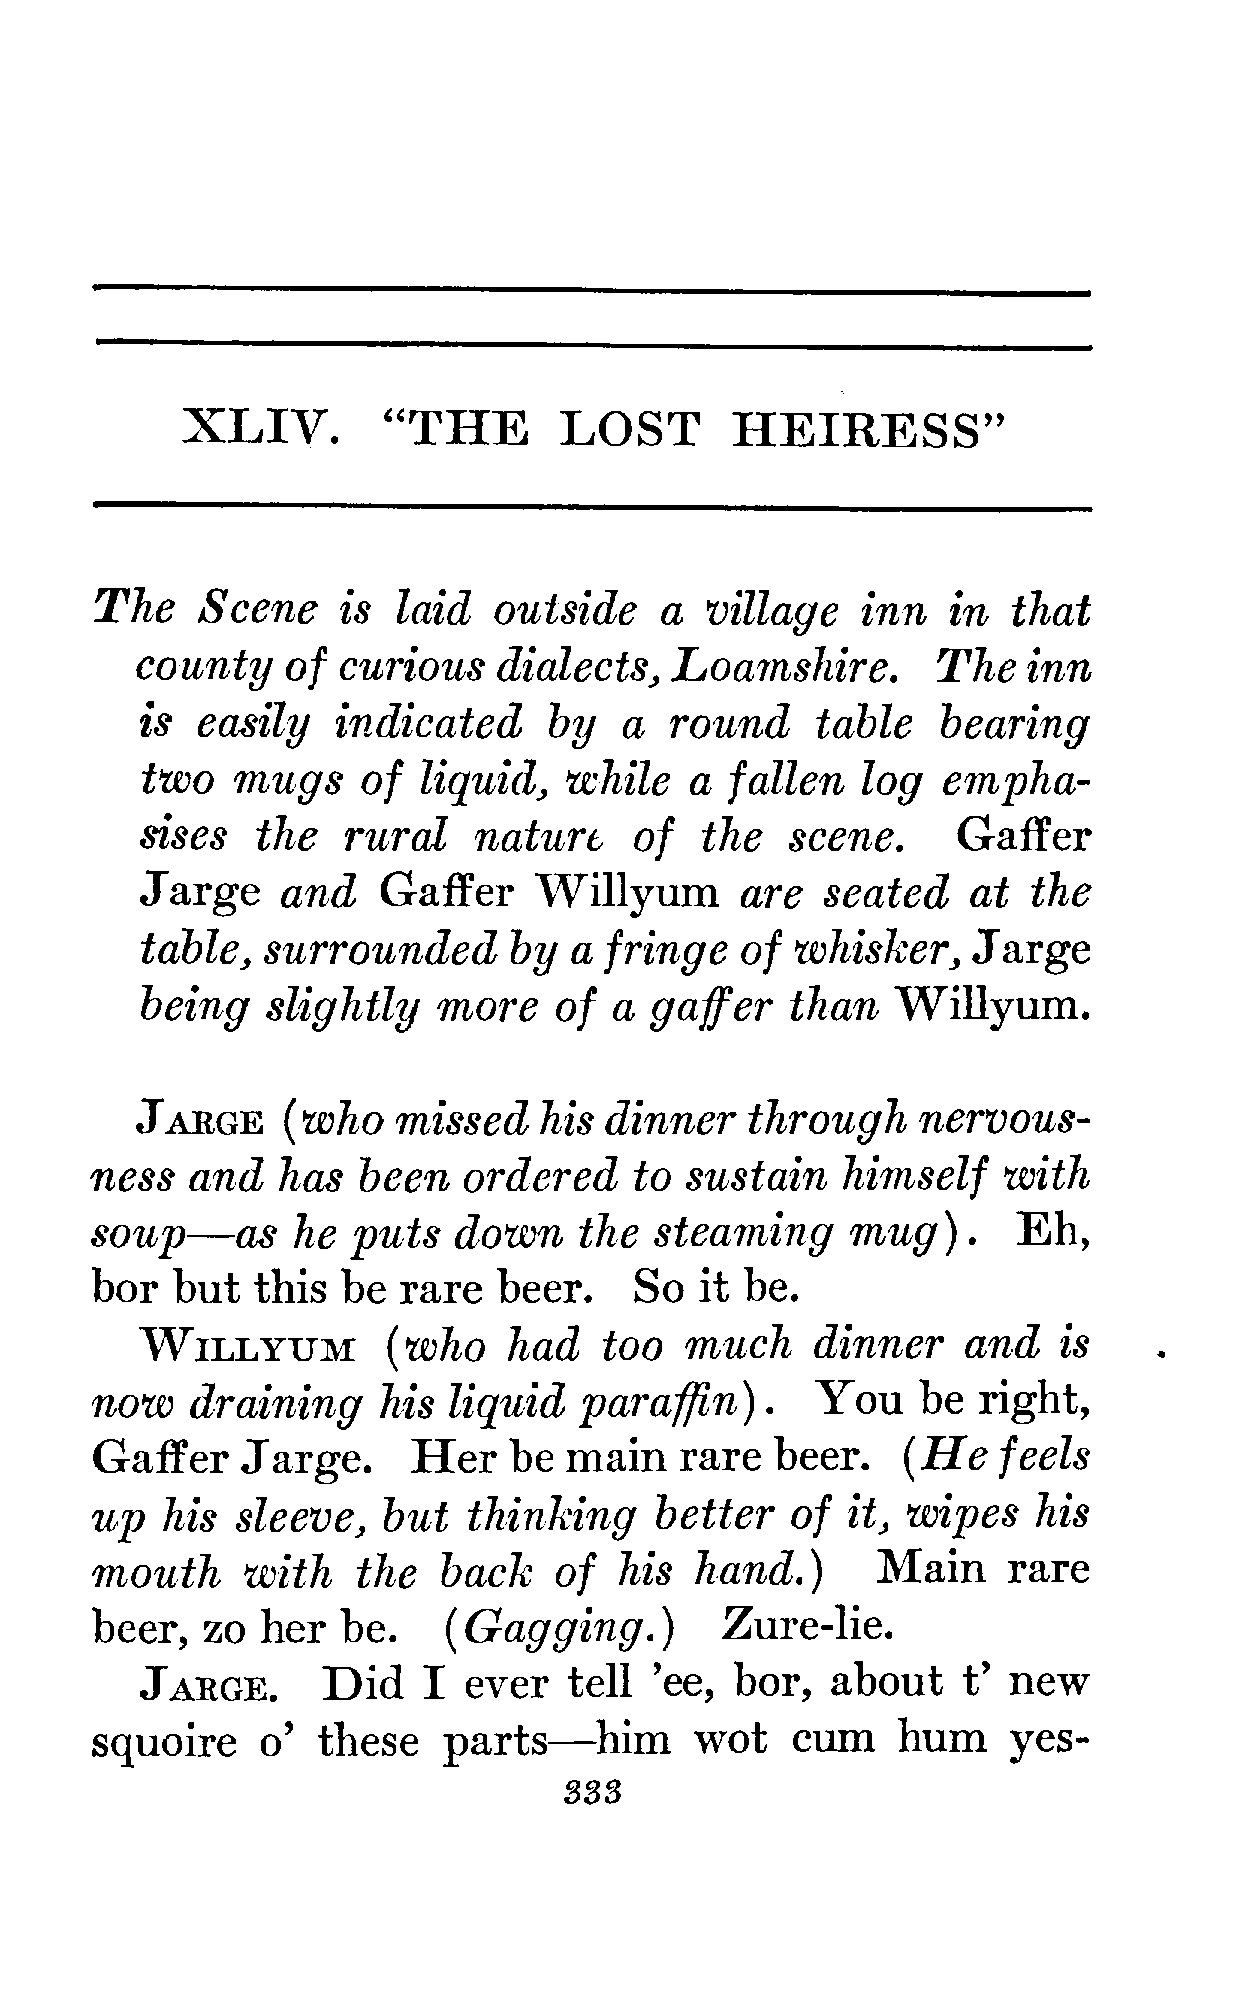 XLIV. “THE LOST HEIRESS”
The Scene is laid outside a village inn in that
county of curious dialects, Loamshire. The inn
is easily indicated by a round table bearing
two mugs of liquid, while a fallen log empha-
sises the rural nature of the scene. Gaffer
Jarge and Gaffer Willyum are seated at the
table, surrounded by a fringe of whisker, Jarge
being slightly more of a gaffer than Willyum.
JARGE (who missed his dinner through nervous-
ness and has been ordered to sustain himself with
soup—as he puts down the steaming mug). Eh,
bor but this be rare beer. So it be.
WILLYUM (who had too much dinner and is
now draining his liquid paraffin). You be right,
Gaffer Jarge. Her be main rare beer. (He feels
up his sleeve, but thinking better of it, wipes his
mouth with the back of his hand.) Main rare
beer, zo her be. (Gagging.) Zure-lie.
JARGE. Did I ever tell ’ee, bor, about t’ new
squoire o’ these parts—him wot cum hum yes-
333